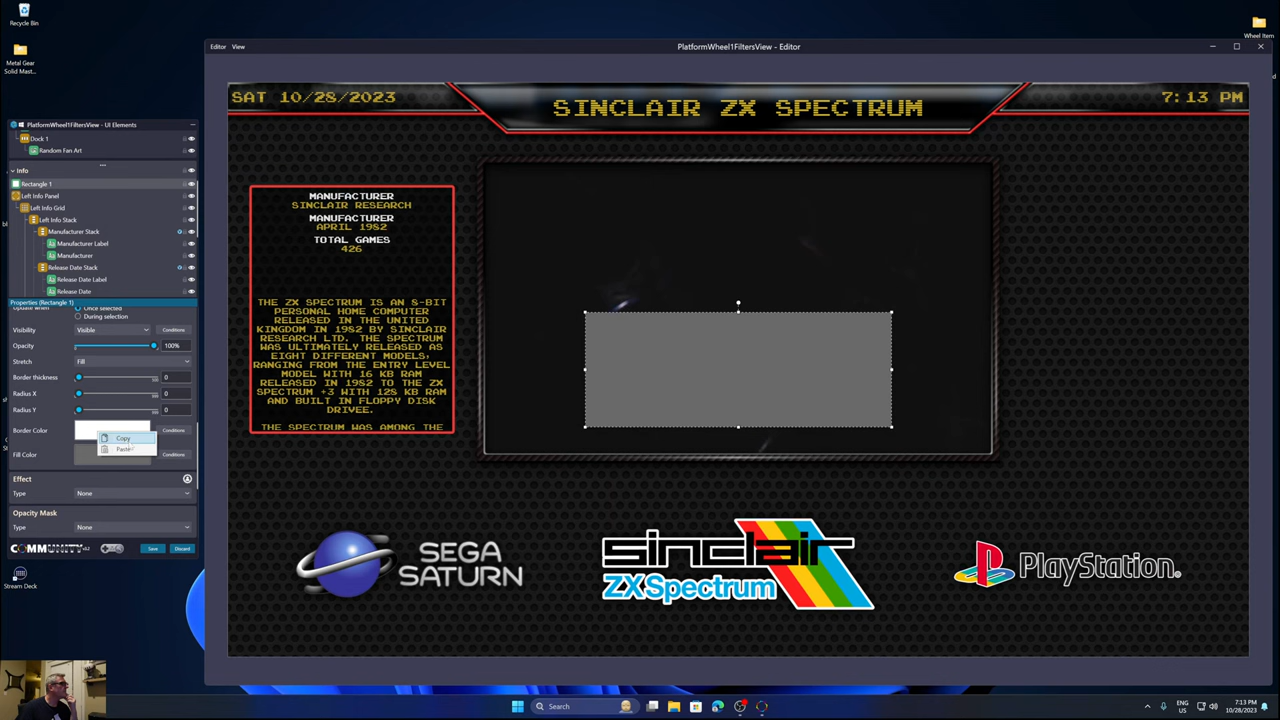 Recycle Bin
Metal Gear
Solid Mast...
Editor View
PlatformWheel1FiltersView - Editor
Wheel Item
SAT 10/28/2023
SINCLAIR ZX SPECTRUM
7:13 PM
PlatformWheel1FiltersView - UI Elements
Dock 1
Random Fan Art
Info
Rectangle 1
Left Info Panel
Left Info Grid
Left Info Stack
Manufacturer Stack
Manufacturer Label
Manufacturer
Release Date Stack
Release Date Label
Release Date
Properties (Rectangle 1)
Update when
Once selected
During selection
Visibility
Visible
Conditions
Opacity
100%
Stretch
Fill
Border thickness
0
Radius X
0
Radius Y
0
Border Color
Conditions
Copy
Paste
Fill Color
Conditions
Effect
Type
None
Opacity Mask
Type
None
COMMUNITY
Save
Discard
Stream Deck
MANUFACTURER
SINCLAIR RESEARCH
MANUFACTURER
APRIL 1982
TOTAL GAMES
426
THE ZX SPECTRUM IS AN 8-BIT
PERSONAL HOME COMPUTER
RELEASED IN THE UNITED
KINGDOM IN 1982 BY SINCLAIR
RESEARCH LTD. THE SPECTRUM
WAS ULTIMATELY RELEASED AS
EIGHT DIFFERENT MODELS,
RANGING FROM THE ENTRY LEVEL
MODEL WITH 16 KB RAM
RELEASED IN 1982 TO THE ZX
SPECTRUM +3 WITH 128 KB RAM
AND BUILT IN FLOPPY DISK
DRIVEE.
THE SPECTRUM WAS AMONG THE
SEGA
SATURN
sinclair
ZX Spectrum
PlayStation®
Search
ENG
US
7:13 PM
10/28/2023